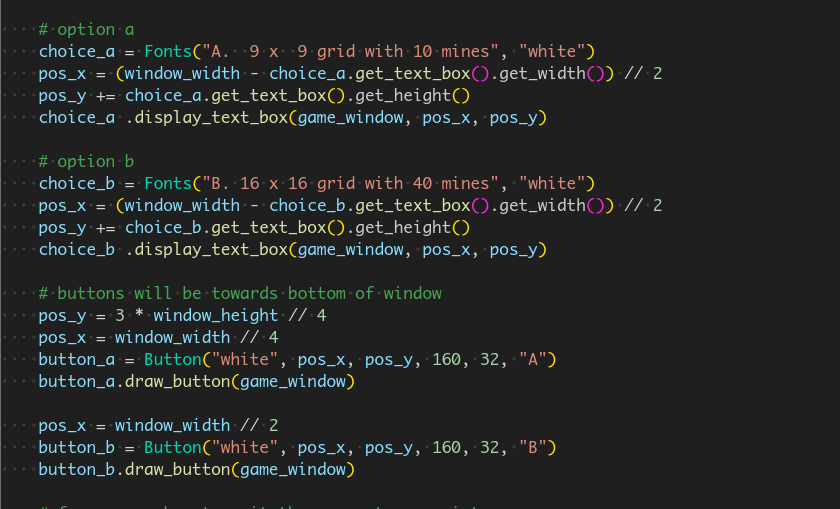 # option a
choice_a = Fonts("A.  9 x  9 grid with 10 mines", "white")
pos_x = (window_width - choice_a.get_text_box().get_width()) // 2
pos_y += choice_a.get_text_box().get_height()
choice_a .display_text_box(game_window, pos_x, pos_y)
# option b
choice_b = Fonts("B. 16 x 16 grid with 40 mines", "white")
pos_x = (window_width - choice_b.get_text_box().get_width()) // 2
pos_y += choice_b.get_text_box().get_height()
choice_b .display_text_box(game_window, pos_x, pos_y)
# buttons will be towards bottom of window
pos_y = 3 * window_height // 4
pos_x = window_width // 4
button_a = Button("white", pos_x, pos_y, 160, 32, "A")
button_a.draw_button(game_window)
pos_x = window_width // 2
button_b = Button("white", pos_x, pos_y, 160, 32, "B")
button_b.draw_button(game_window)